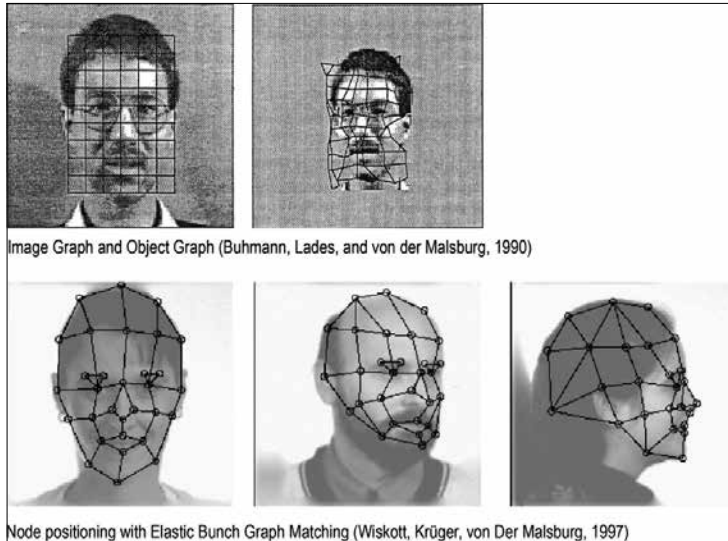 Image Graph and Object Graph (Buhmann, Lades, and von der Malsburg, 1990)
Node positioning with Elastic Bunch Graph Matching (Wiskott, Krüger, von Der Malsburg, 1997)